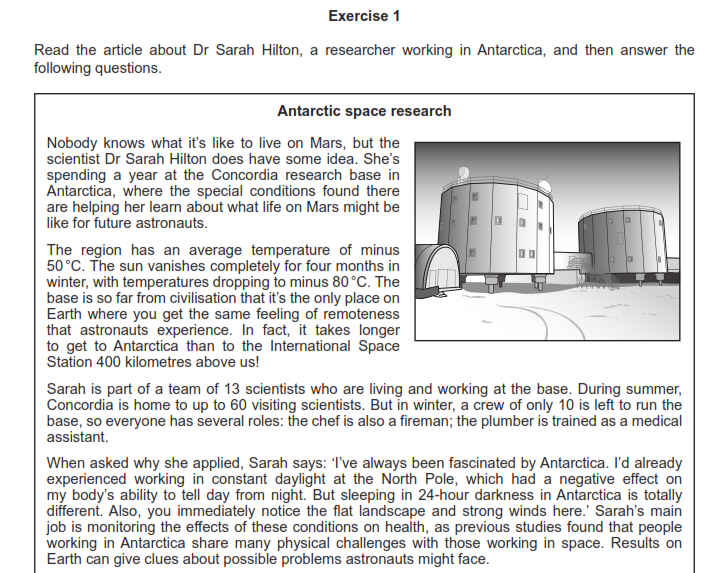 Exercise 1
Read the article about Dr Sarah Hilton, a researcher working in Antarctica, and then answer the
following questions.
Antarctic space research
Nobody knows what it's like to live on Mars, but the
scientist Dr Sarah Hilton does have some idea. She's
spending a year at the Concordia research base in
Antarctica, where the special conditions found there
are helping her learn about what life on Mars might be
like for future astronauts.
The region has an average temperature of minus
50 °C. The sun vanishes completely for four months in
winter, with temperatures dropping to minus 80 °C. The
base is so far from civilisation that it's the only place on
Earth where you get the same feeling of remoteness
that astronauts experience. In fact, it takes longer
to get to Antarctica than to the International Space
Station 400 kilometres above us!
Sarah is part of a team of 13 scientists who are living and working at the base. During summer,
Concordia is home to up to 60 visiting scientists. But in winter, a crew of only 10 is left to run the
base, so everyone has several roles: the chef is also a fireman; the plumber is trained as a medical
assistant.
When asked why she applied, Sarah says: 'I've always been fascinated by Antarctica. I'd already
experienced working in constant daylight at the North Pole, which had a negative effect on
my body's ability to tell day from night. But sleeping in 24-hour darkness in Antarctica is totally
different. Also, you immediately notice the flat landscape and strong winds here.' Sarah's main
job is monitoring the effects of these conditions on health, as previous studies found that people
working in Antarctica share many physical challenges with those working in space. Results on
Earth can give clues about possible problems astronauts might face.